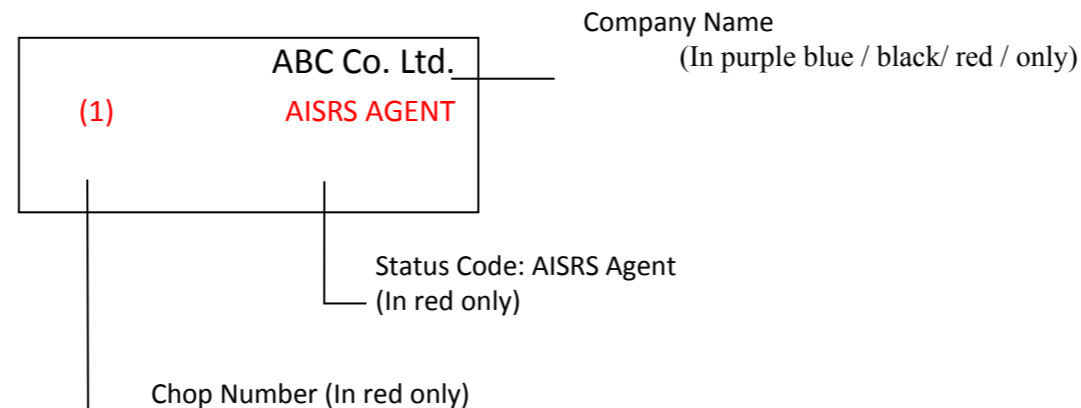 Company Name
(In purple blue / black/ red / only)
ABC Co. Ltd.
(1) AISRS AGENT
Status Code: AISRS Agent
(In red only)
Chop Number (In red only)